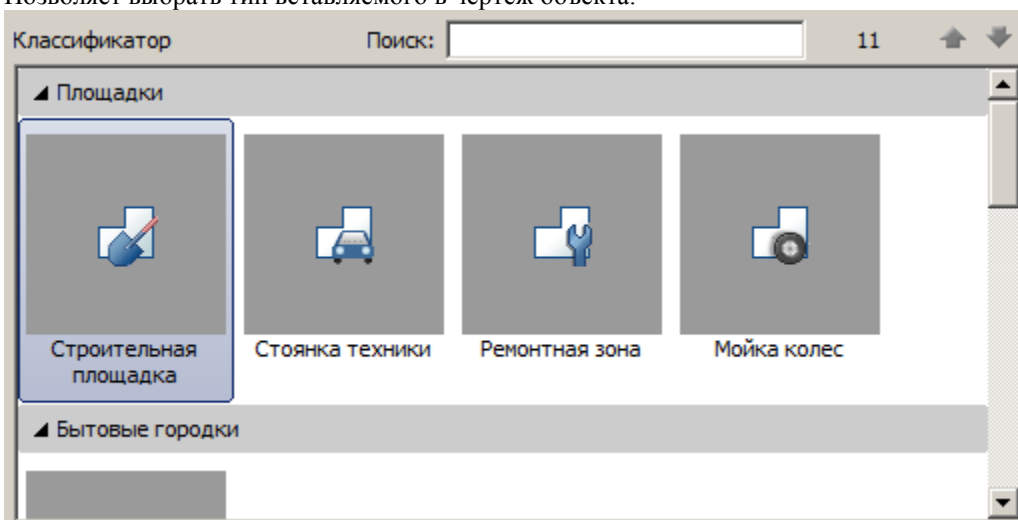 Позволяет выбрать тип вставляемого в чертеж объекта.
Классификатор Поиск: 11
Площадки
Строительная площадка
Стоянка техники
Ремонтная зона
Мойка колес
Бытовые городки